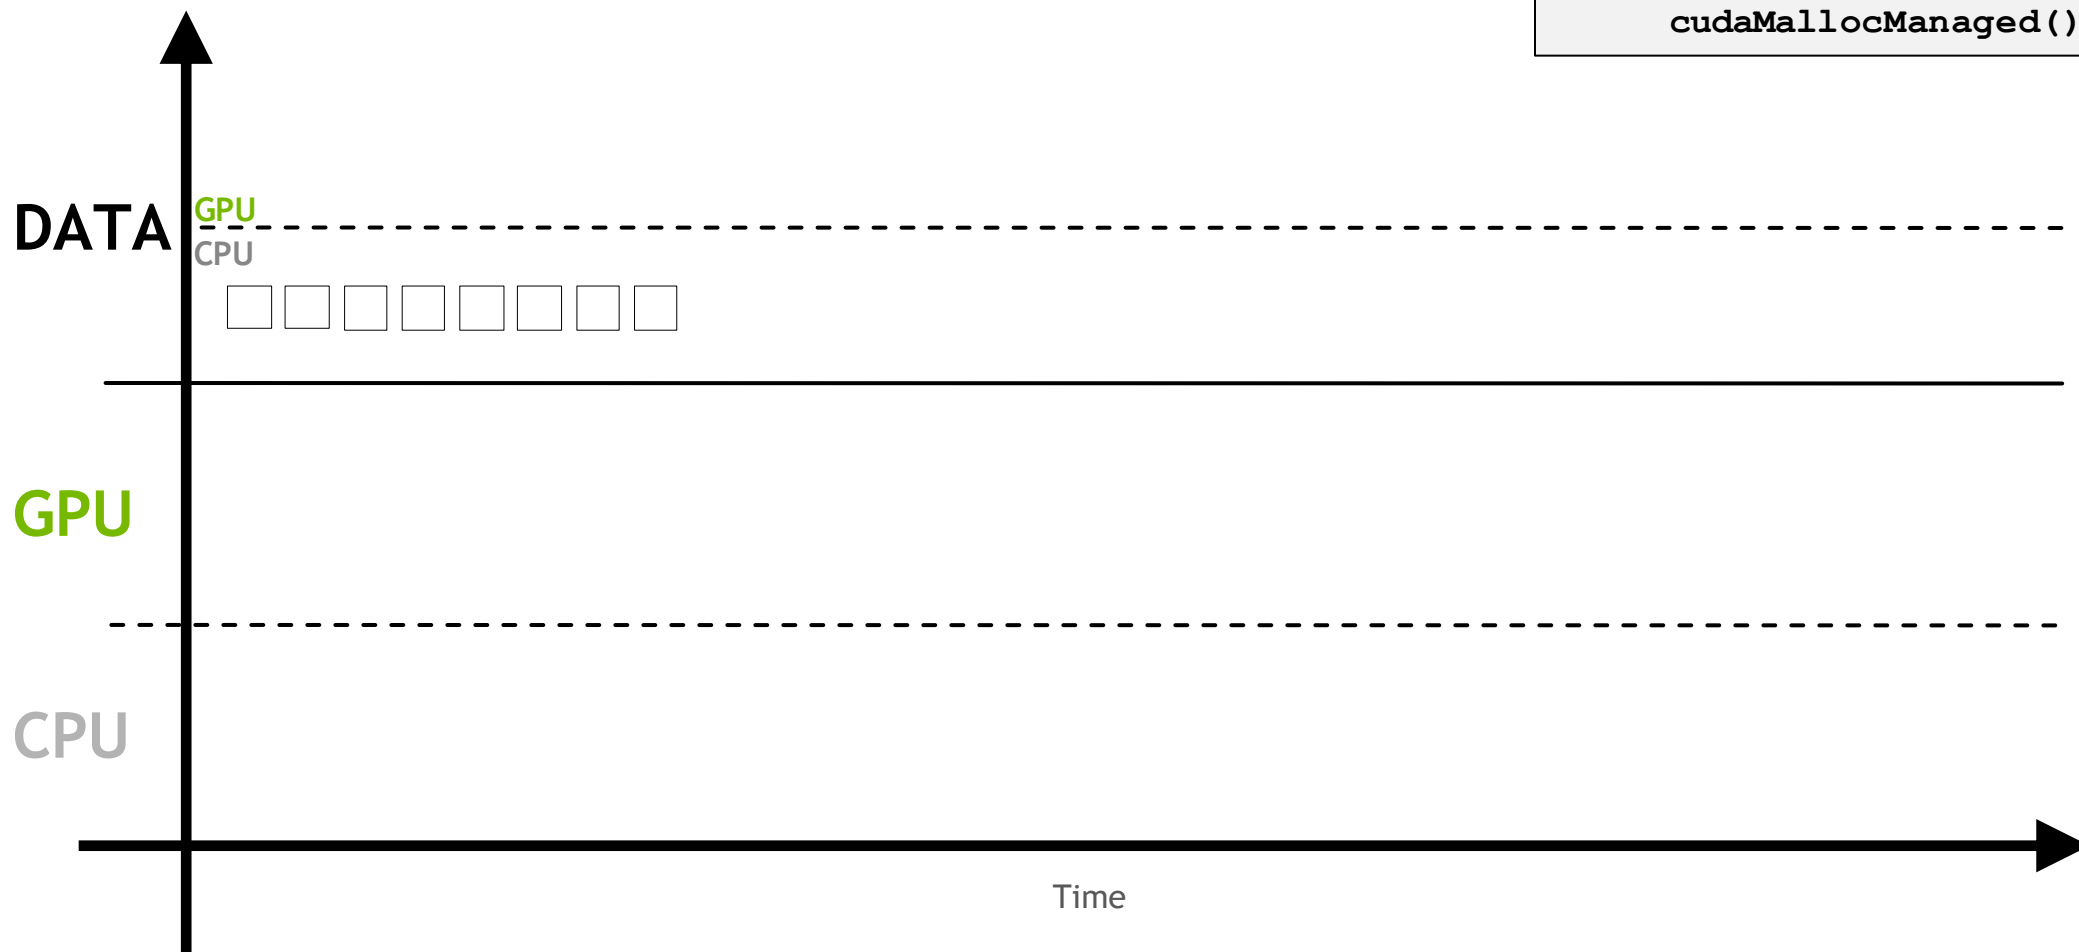 cudaMallocManaged()
DATA
GPU
CPU
GPU
CPU
Time